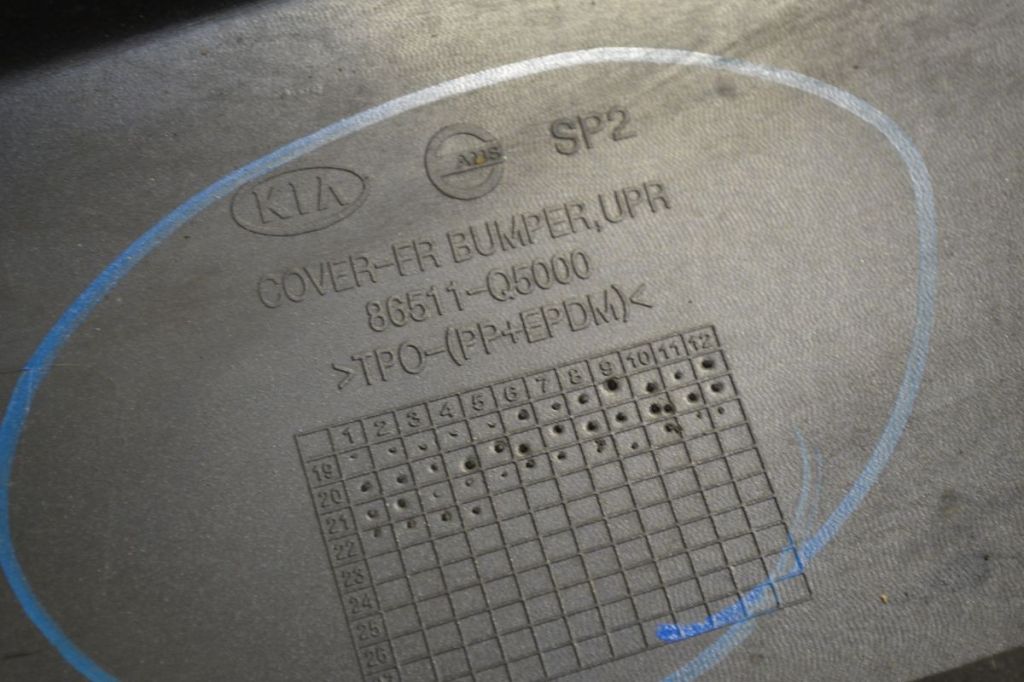 KIA SP2
COVER-FR BUMPER,UPR
86511-Q5000
>TPO-(PP+EPDM)<
1 2 3 4 5 6 7 8 9 10 11 12
19
20
21
22
23
24
25
26